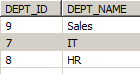 DEPT_ID DEPT_NAME
9 Sales
7 IT
8 HR